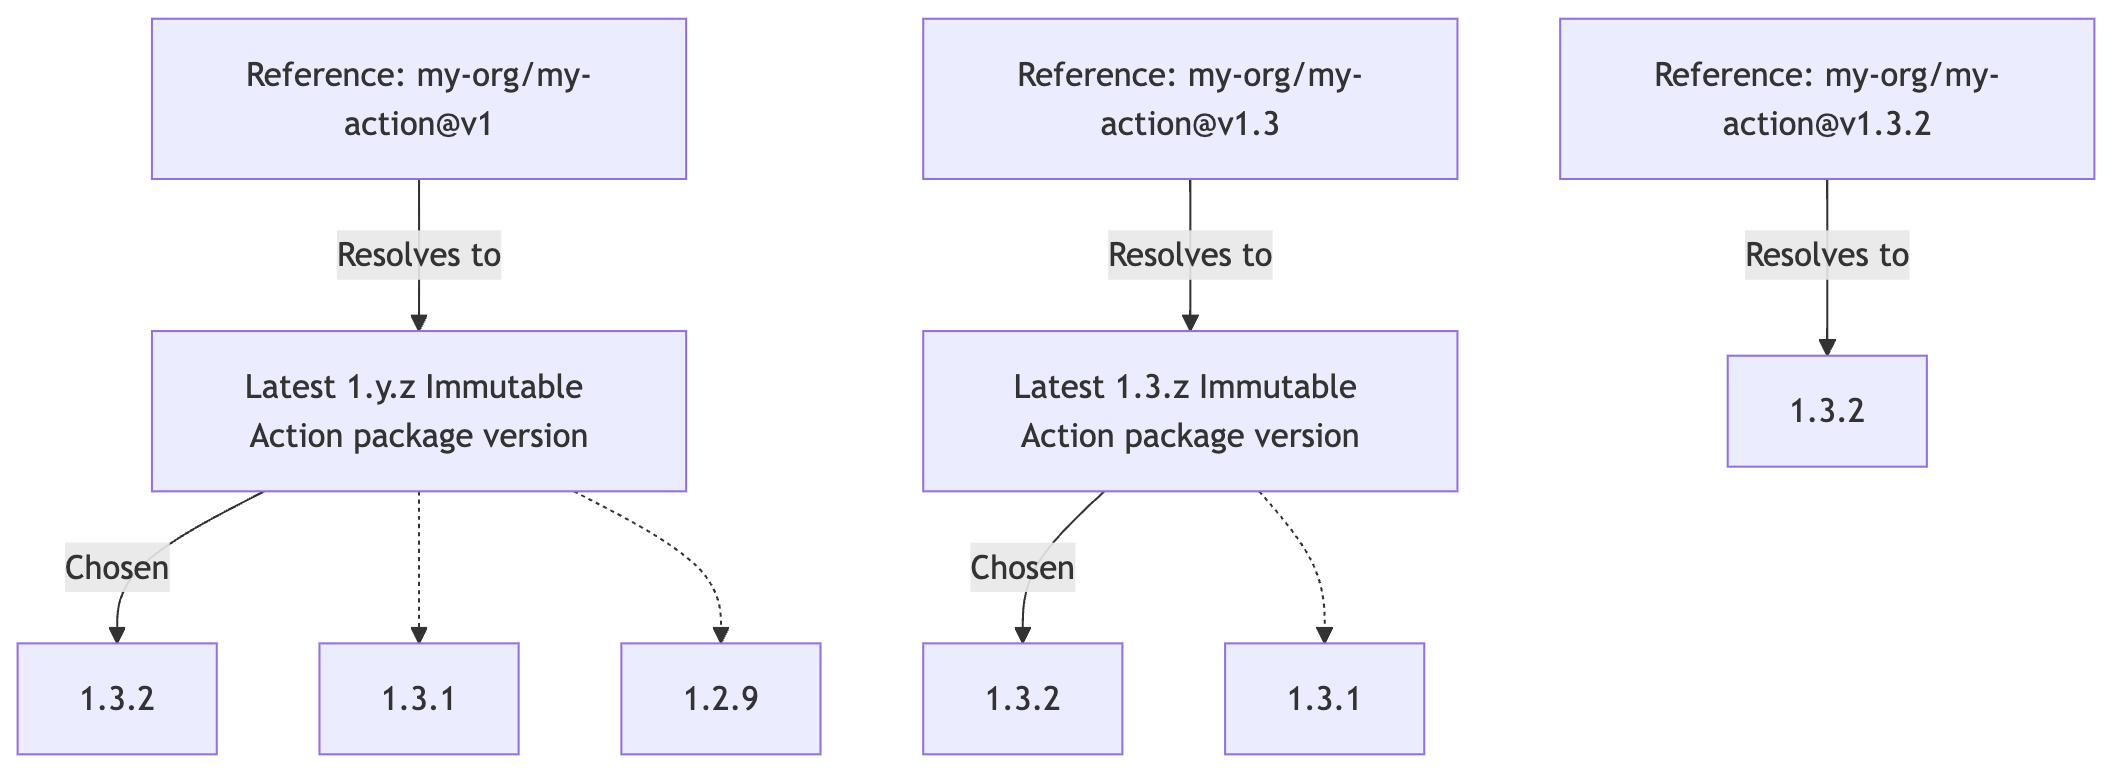 Reference: my-org/my-
action@v1
Resolves to
Latest 1.y.z Immutable
Action package version
Chosen
1.3.2
1.3.1
1.2.9
Reference: my-org/my-
action@v1.3
Resolves to
Latest 1.3.z Immutable
Action package version
Chosen
1.3.2
1.3.1
Reference: my-org/my-
action@v1.3.2
Resolves to
1.3.2